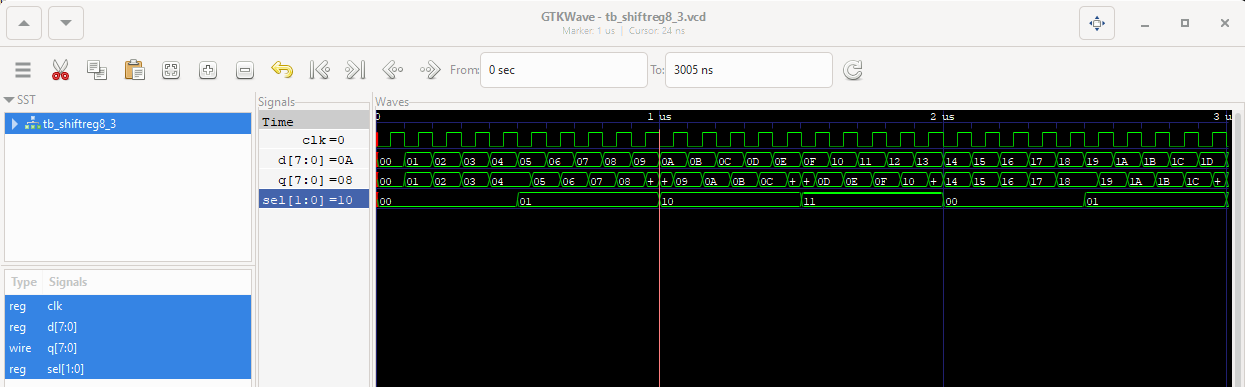 GTKWave - tb_shiftreg8_3.vcd
Marker: 1 us | Cursor: 24 ns
From: 0 sec To: 3005 ns
SST
tb_shiftreg8_3
Type Signals
reg clk
reg d[7:0]
wire q[7:0]
reg sel[1:0]
Signals
Time
clk=0
d[7:0]=0A
q[7:0]=08
sel[1:0]=10
Waves
0 1 us 2 us 3 u
00 01 02 03 04 05 06 07 08 09 0A 0B 0C 0D 0E 0F 10 11 12 13 14 15 16 17 18 19 1A 1B 1C 1D
00 01 02 03 04 05 06 07 08 + + 09 0A 0B 0C + + 0D 0E 0F 10 + 14 15 16 17 18 19 1A 1B 1C +
00 01 10 11 00 01